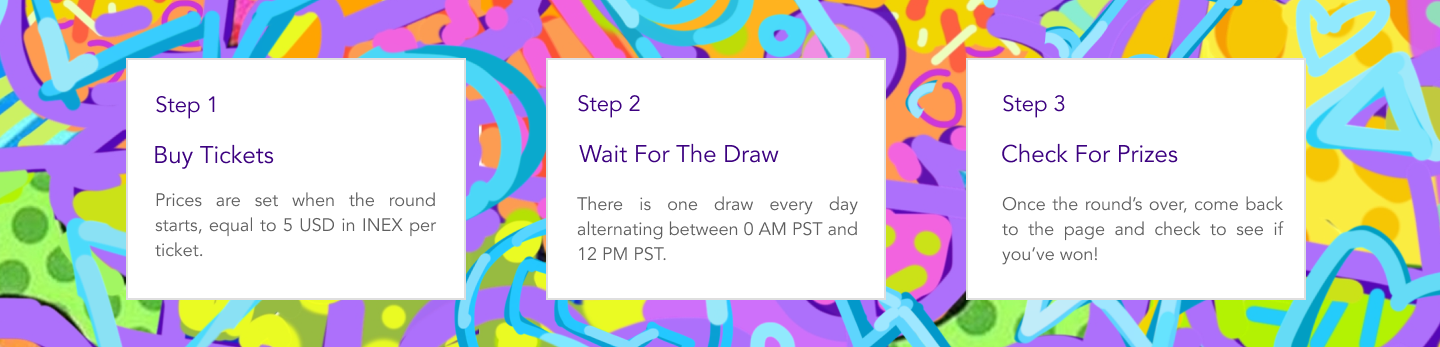 Step 1
Buy Tickets
Prices are set when the round
starts, equal to 5 USD in INEX per
ticket.
Step 2
Wait For The Draw
There is one draw every day
alternating between 0 AM PST and
12 PM PST.
Step 3
Check For Prizes
Once the round’s over, come back
to the page and check to see if
you’ve won!